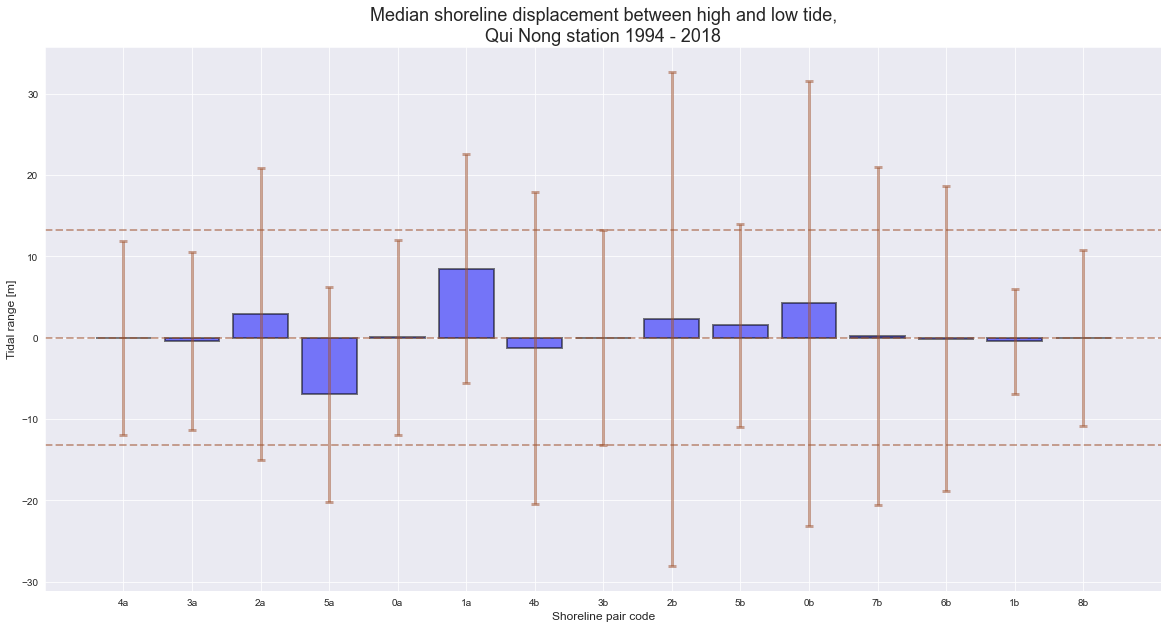 Median shoreline displacement between high and low tide,
Qui Nong station 1994 - 2018
Tidal range [m]
30
20
10
0
−10
−20
−30
4a 3a 2a 5a 0a 1a 4b 3b 2b 5b 0b 7b 6b 1b 8b
Shoreline pair code